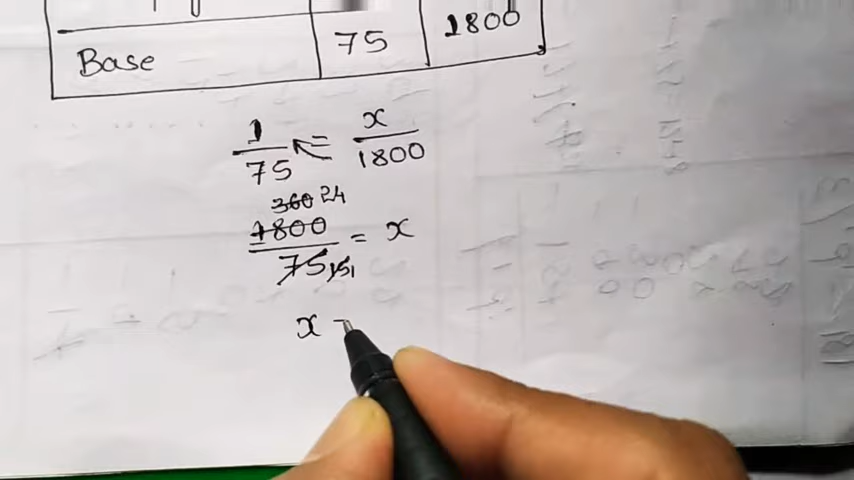 Base 75 1800
1/75 = x/1800
360 24
1800/75 15 1 = x
x -